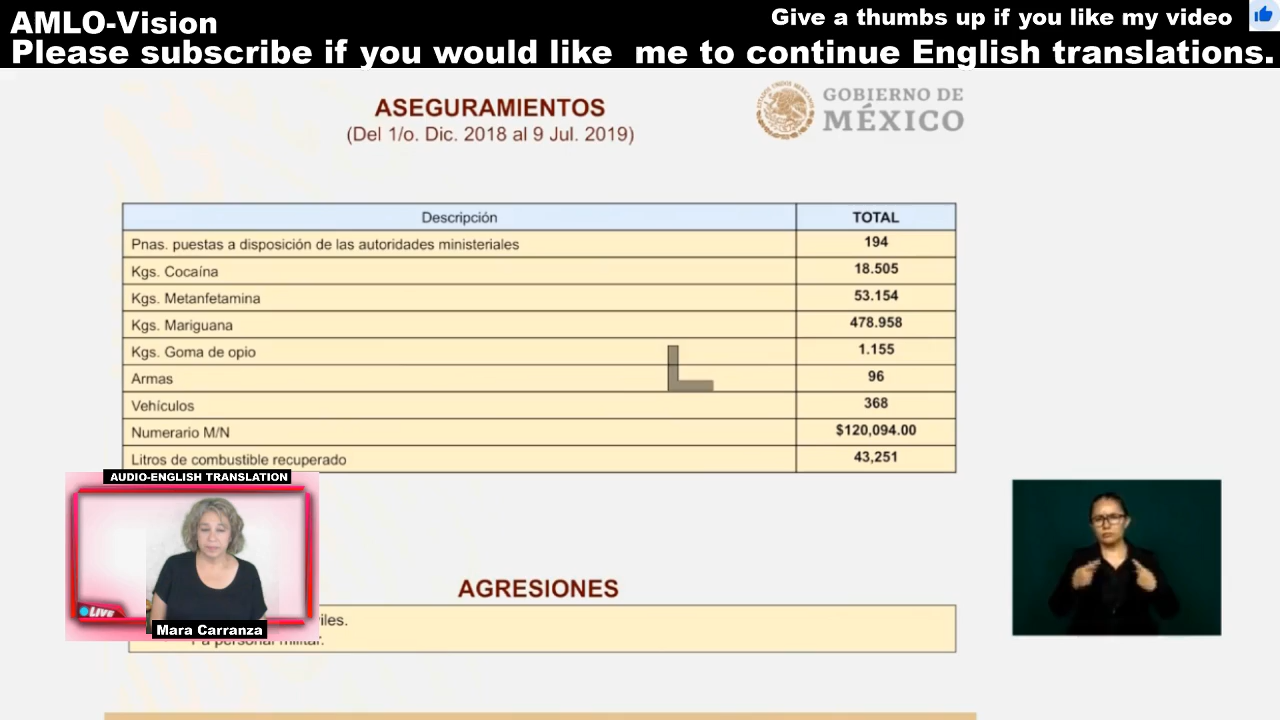 AMLO-Vision
Give a thumbs up if you like my video
Please subscribe if you would like me to continue English translations.
ASEGURAMIENTOS
(Del 1/o. Dic. 2018 al 9 Jul. 2019)
GOBIERNO DE
MÉXICO
Descripción TOTAL
Pnas. puestas a disposición de las autoridades ministeriales 194
Kgs. Cocaína 18.505
Kgs. Metanfetamina 53.154
Kgs. Mariguana 478.958
Kgs. Goma de opio 1.155
Armas 96
Vehículos 368
Numerario M/N $120,094.00
Litros de combustible recuperado 43,251
AUDIO-ENGLISH TRANSLATION
LIVE
Mara Carranza
AGRESIONES
a personal militar.